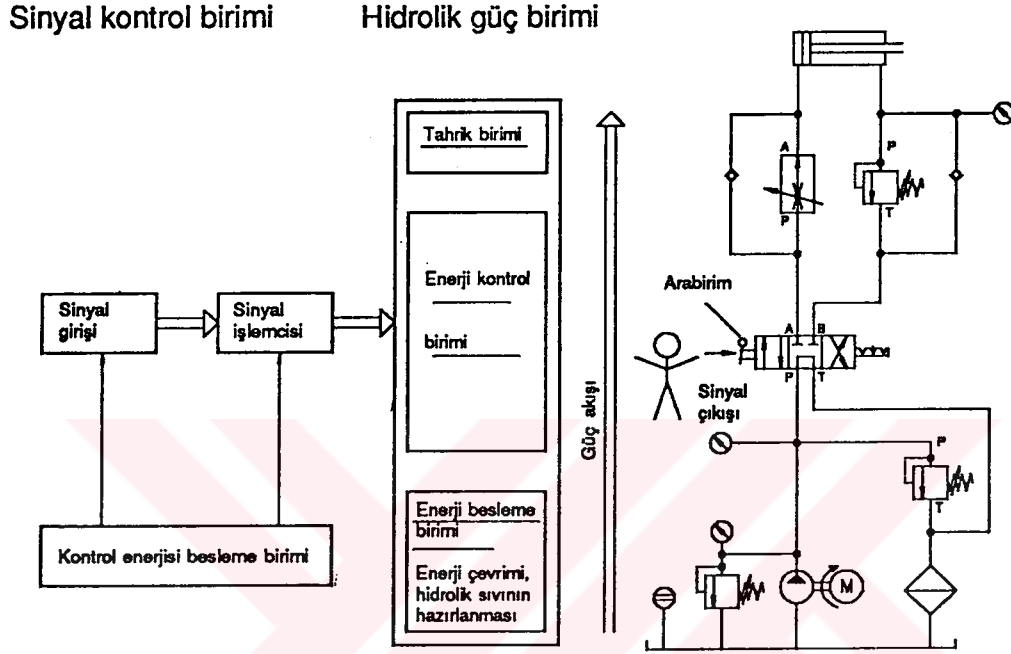 Sinyal kontrol birimi
Hidrolik güç birimi
Tahrik birimi
Enerji kontrol
birimi
Sinyal
girişi
Sinyal
işlemcisi
Kontrol enerjisi besleme birimi
Enerji besleme
birimi
Enerji çevrimi,
hidrolik sıvının
hazırlanması
Güç akışı
A
P
P
T
Arabirim
A B
P T
Sinyal
çıkışı
P
T
M